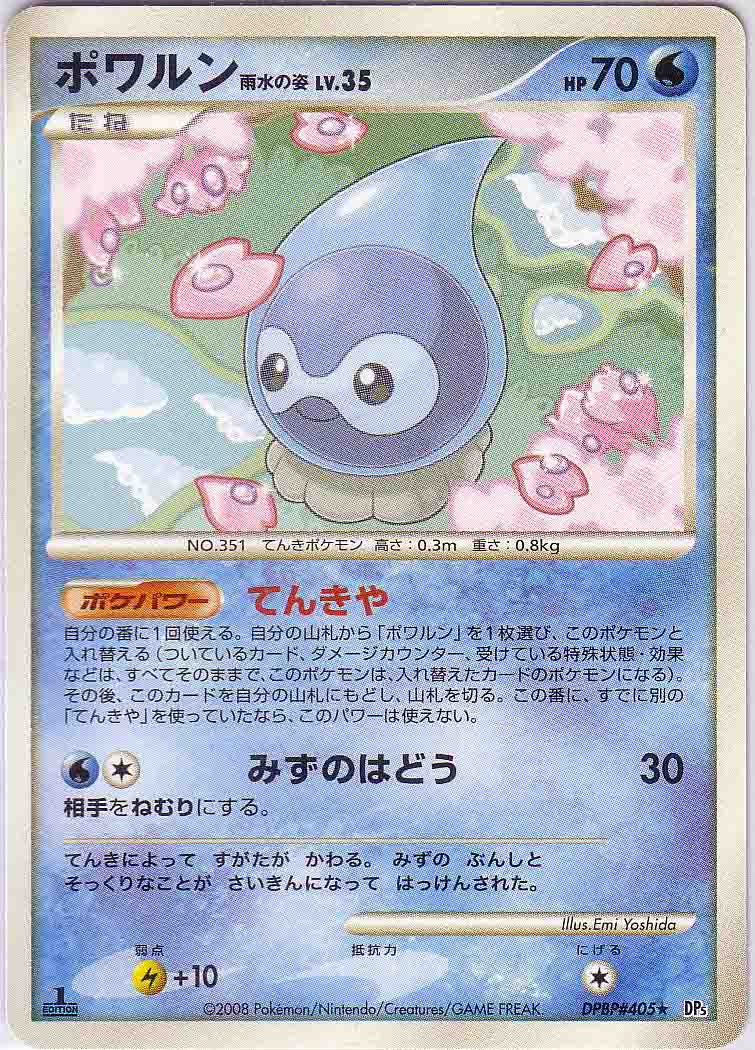 ポワルン 雨水の姿 LV.35 HP70
たね
NO.351 てんきポケモン 高さ:0.3m 重さ:0.8kg
ポケパワー てんきや
自分の番に1回使える。自分の山札から「ポワルン」を1枚選び、このポケモンと
入れ替える(ついているカード、ダメージカウンター、受けている特殊状態・効果
などは、すべてそのままで、このポケモンは、入れ替えたカードのポケモンになる)。
その後、このカードを自分の山札にもどし、山札を切る。この番に、すでに別の
「てんきや」を使っていたなら、このパワーは使えない。
みずのはどう 30
相手をねむりにする。
てんきによって すがたが かわる。 みずの ぶんしと
そっくりなことが さいきんになって はっけんされた。
Illus.Emi Yoshida
弱点 抵抗力 にげる
+10
1 EDITION ©2008 Pokémon/Nintendo/Creatures/GAME FREAK. DPBP#405★ DPs